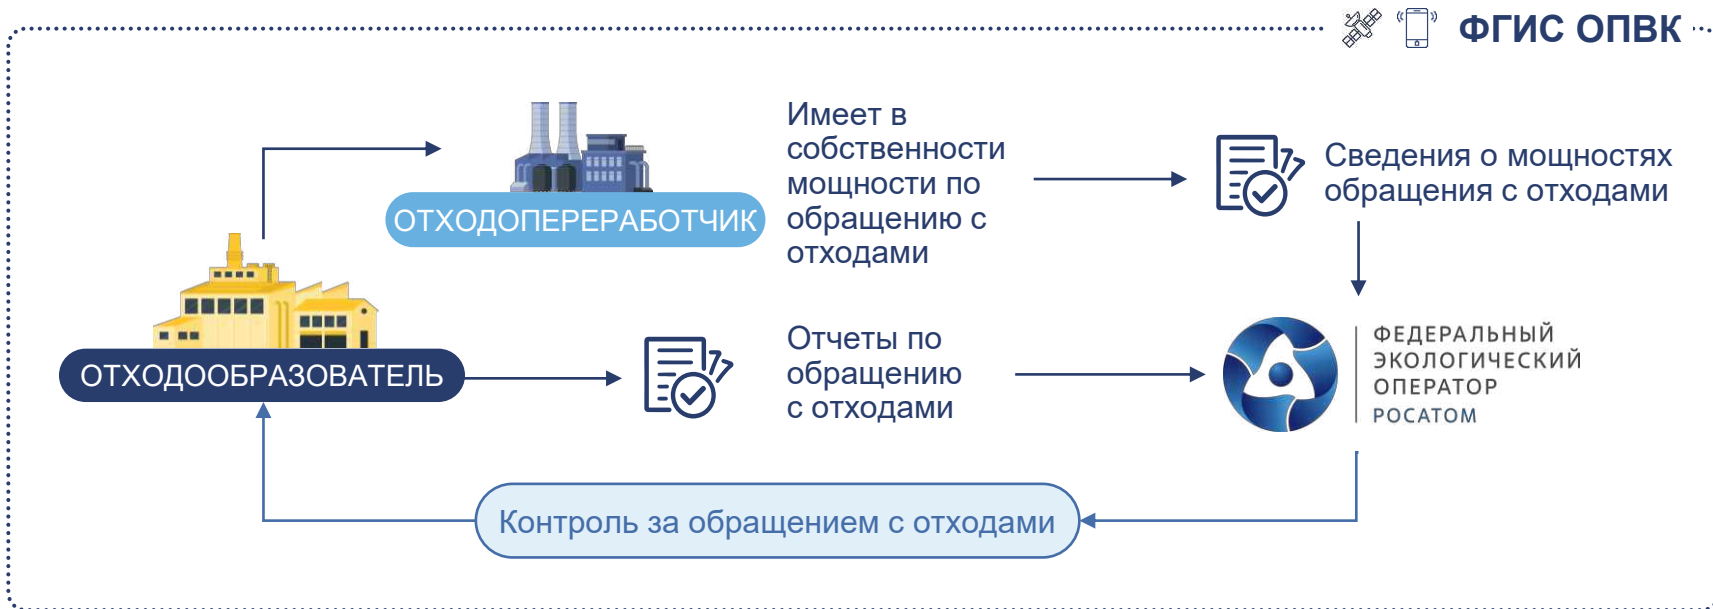 ФГИС ОПВК
Имеет в
собственности
мощности по
обращению с
отходами
ОТХОДОПЕРЕРАБОТЧИК
Сведения о мощностях
обращения с отходами
ОТХОДООБРАЗОВАТЕЛЬ
Отчеты по
обращению
с отходами
ФЕДЕРАЛЬНЫЙ
ЭКОЛОГИЧЕСКИЙ
ОПЕРАТОР
РОСАТОМ
Контроль за обращением с отходами